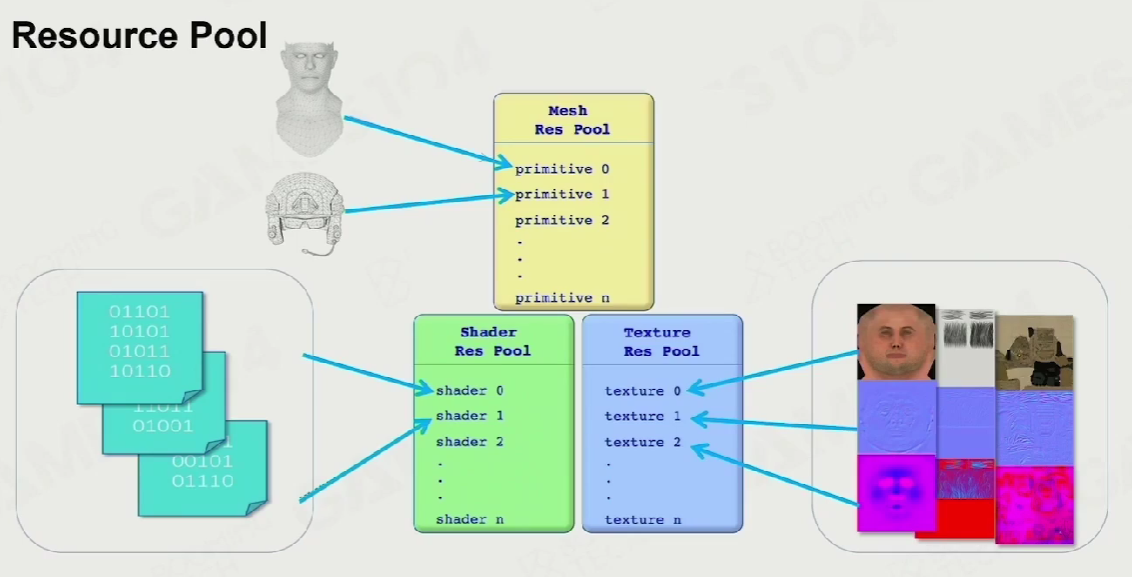 Resource Pool
Mesh
Res Pool
primitive 0
primitive 1
primitive 2
.
.
.
primitive n
01101
10101
01011
10110
11011
01001
00101
01110
Shader
Res Pool
shader 0
shader 1
shader 2
.
.
.
shader n
Texture
Res Pool
texture 0
texture 1
texture 2
.
.
.
texture n
GAMES 104